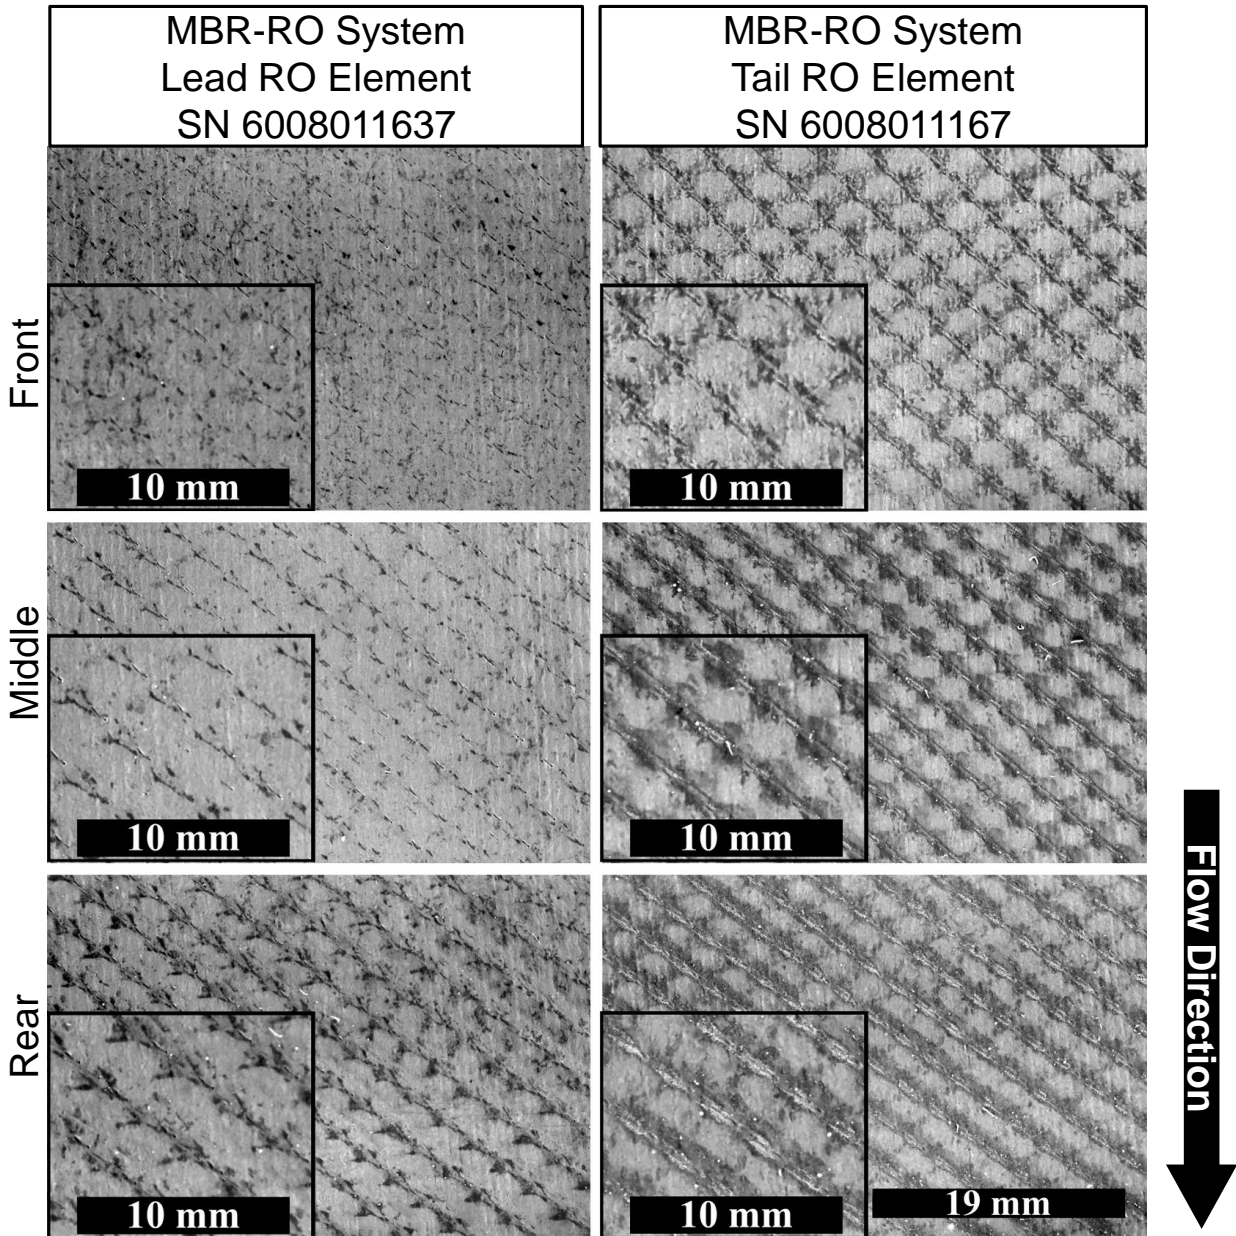 MBR-RO System
Lead RO Element
SN 6008011637
MBR-RO System
Tail RO Element
SN 6008011167
Front
10 mm
10 mm
Middle
10 mm
10 mm
Rear
10 mm
10 mm
19 mm
Flow Direction